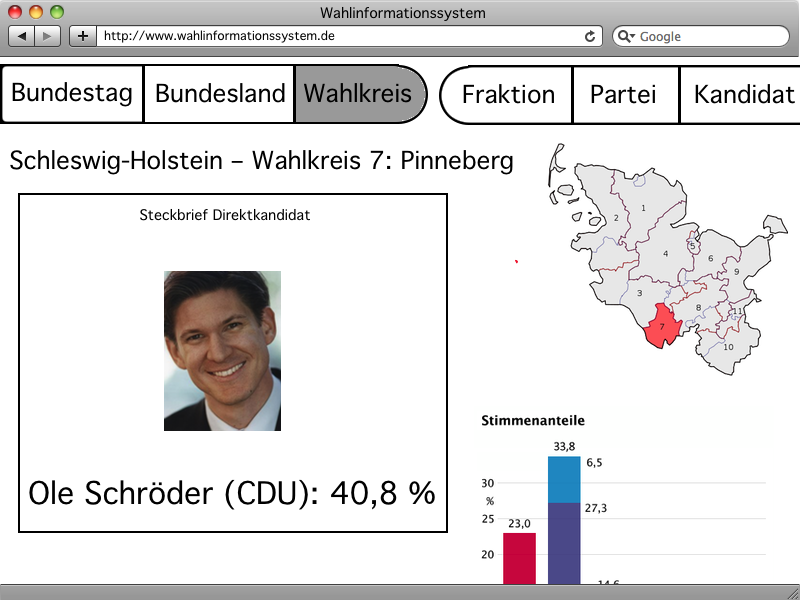 Wahlinformationssystem
http://www.wahlinformationssystem.de
Google
Bundestag Bundesland Wahlkreis Fraktion Partei Kandidat
Schleswig-Holstein – Wahlkreis 7: Pinneberg
Steckbrief Direktkandidat
Ole Schröder (CDU): 40,8 %
1
2
5
4
6
9
3
8
11
7
10
Stimmenanteile
33,8
6,5
30
%
27,3
25
23,0
20
14,6